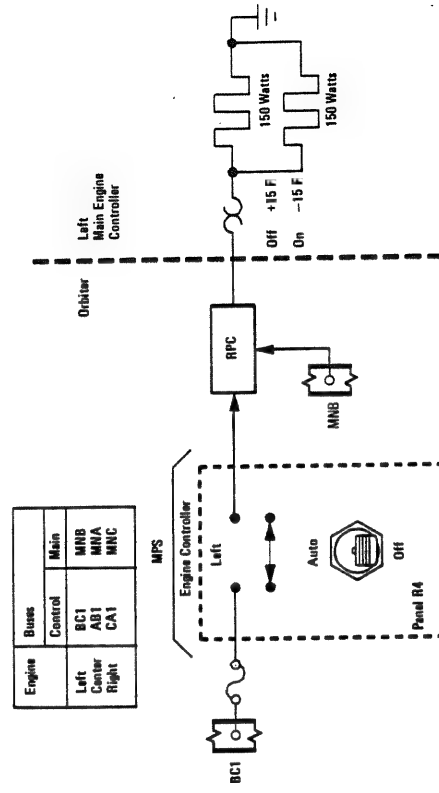 Engine
Buses
Control
Main
Left
BC1
MNB
Center
AB1
MNA
Right
CA1
MNC
Orbiter
Left
Main Engine
Controller
MPS
Engine Controller
Left
RPC
Off +15 F
On −15 F
150 Watts
150 Watts
BC1
MNB
Auto
Off
Panel R4